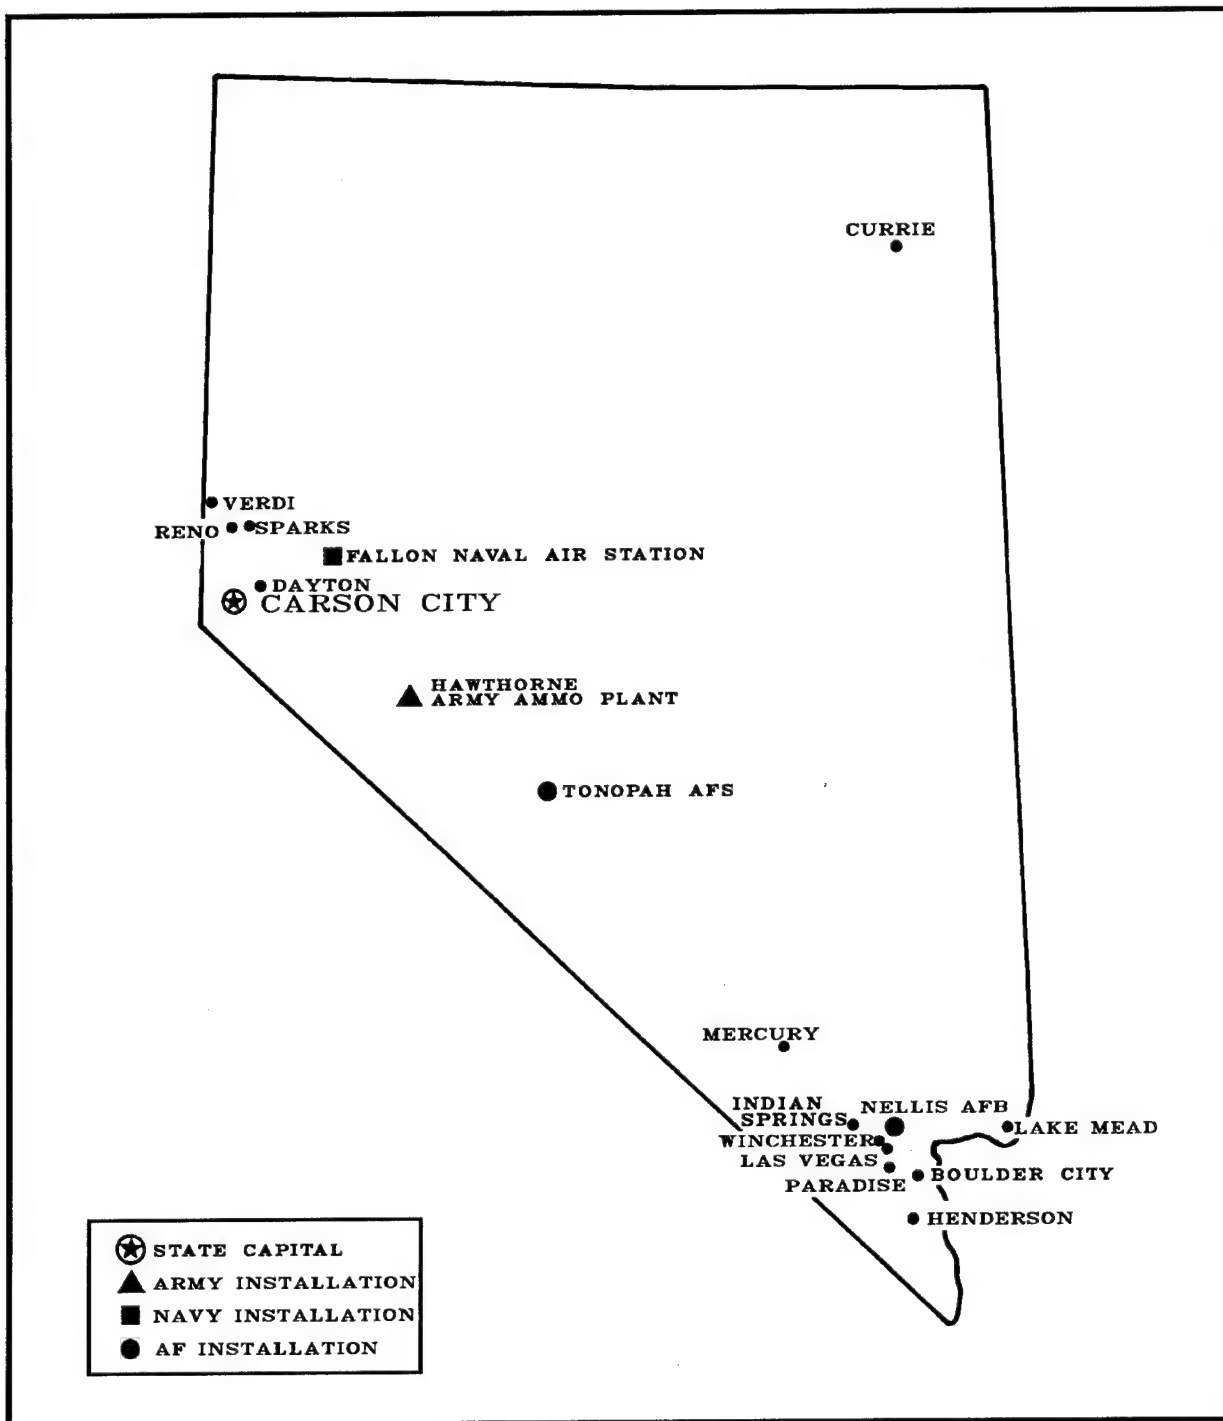 CURRIE
VERDI
RENO
SPARKS
FALLON NAVAL AIR STATION
DAYTON
CARSON CITY
HAWTHORNE
ARMY AMMO PLANT
TONOPAH AFS
MERCURY
INDIAN
SPRINGS
NELLIS AFB
LAKE MEAD
WINCHESTER
LAS VEGAS
PARADISE
BOULDER CITY
HENDERSON
STATE CAPITAL
ARMY INSTALLATION
NAVY INSTALLATION
AF INSTALLATION